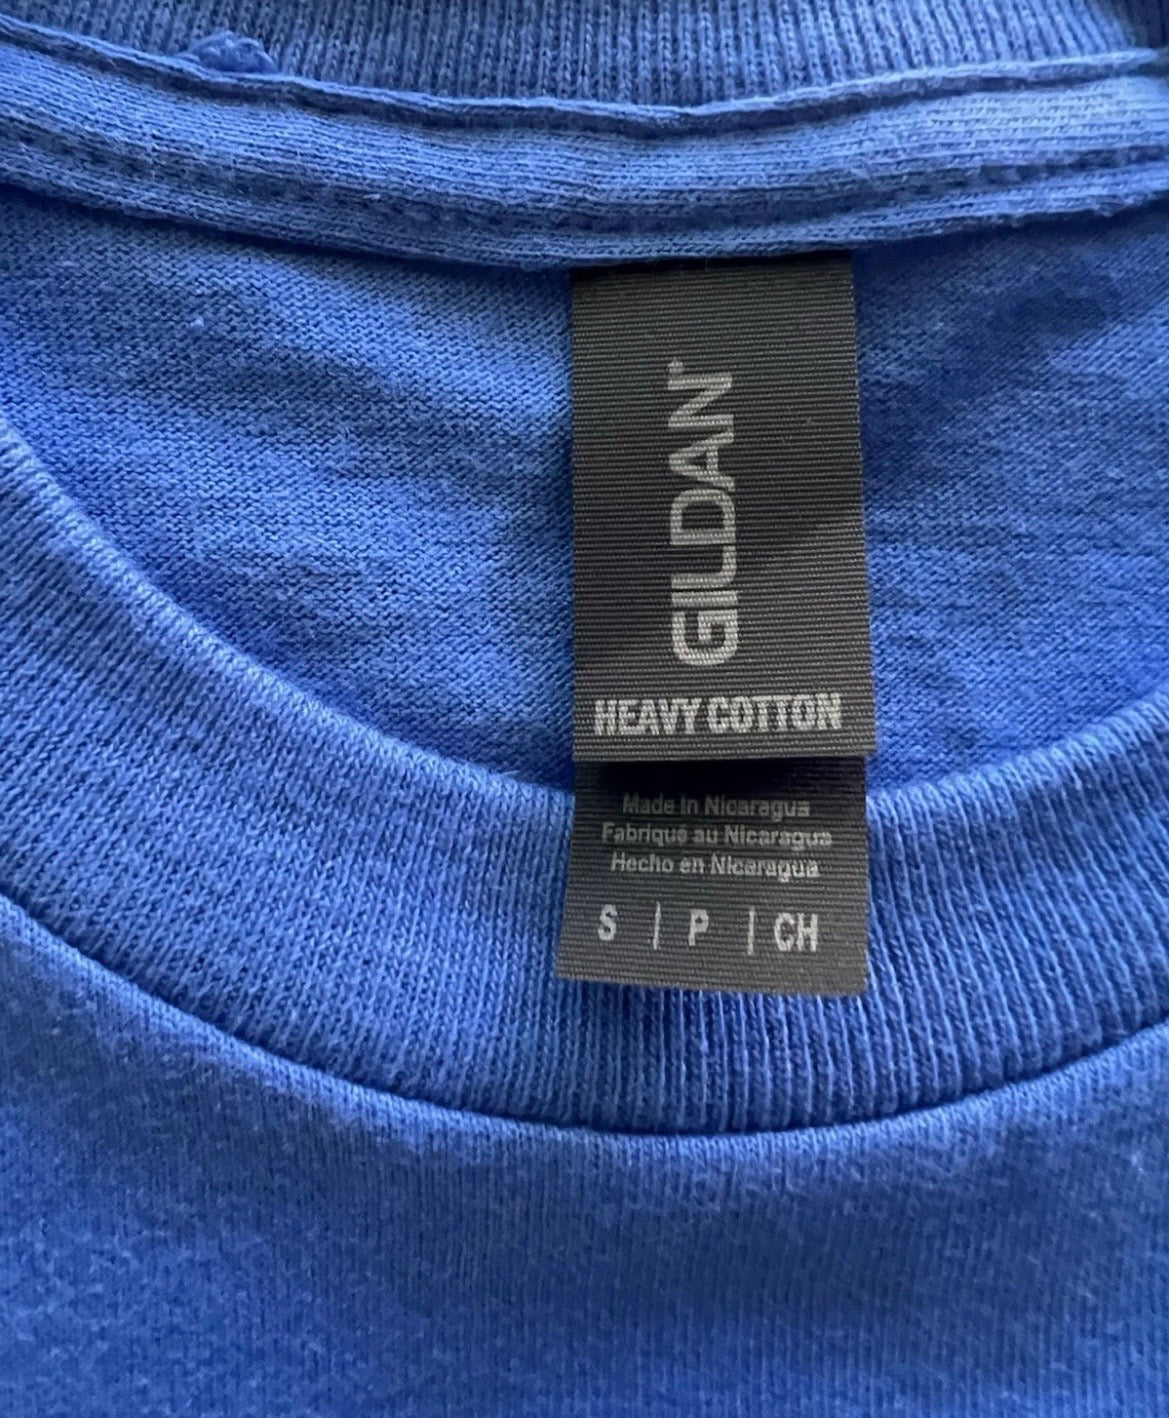 GILDAN®
HEAVY COTTON
Made in Nicaragua
Fabriqué au Nicaragua
Hecho en Nicaragua
S | P | CH